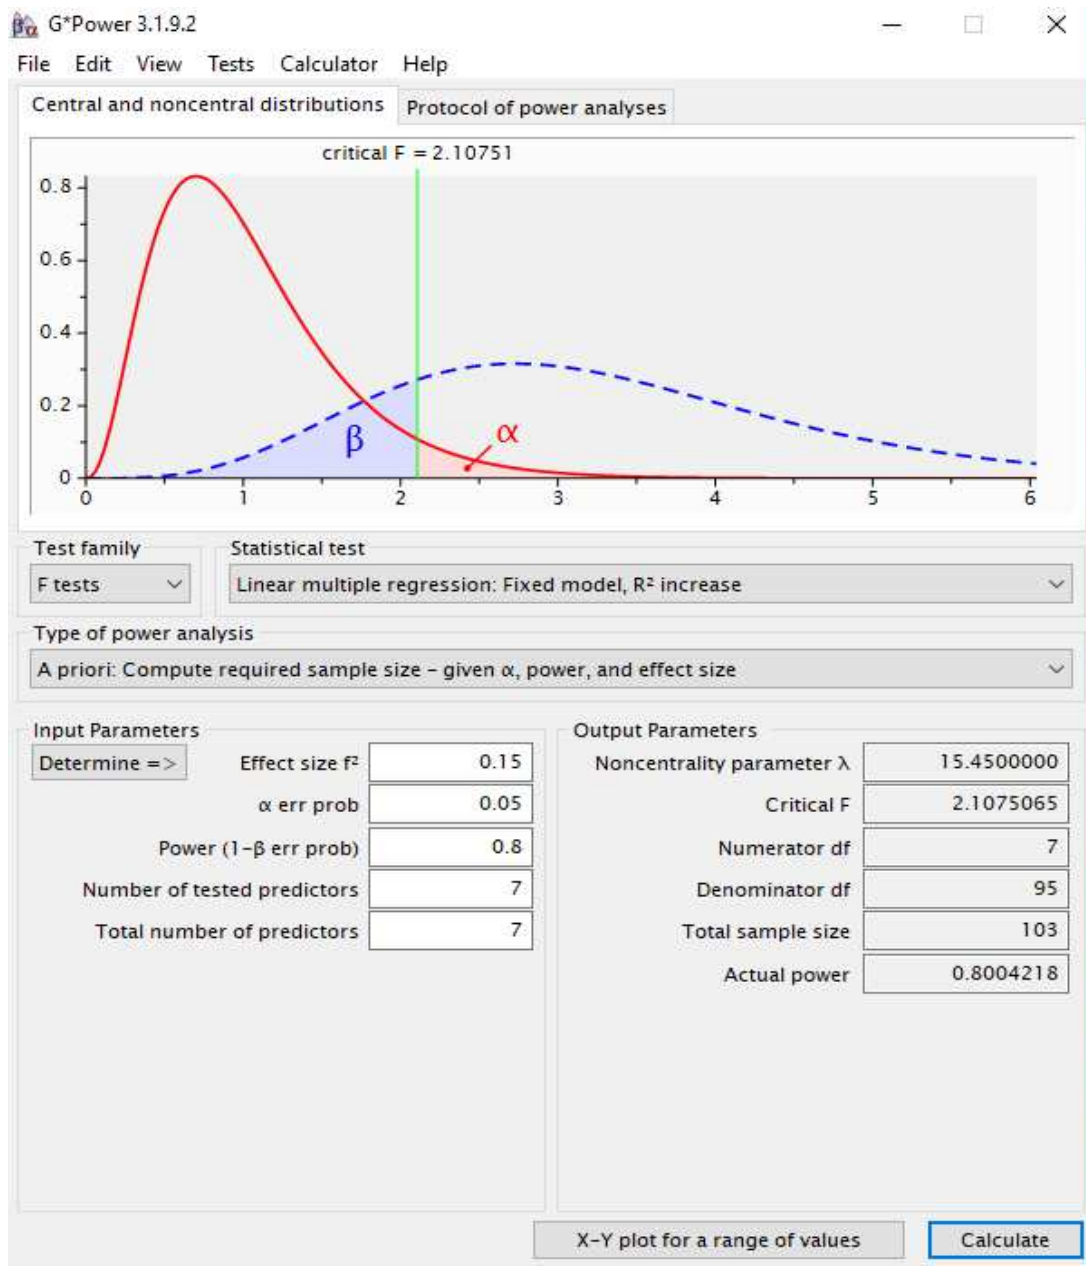 G*Power 3.1.9.2
File Edit View Tests Calculator Help
Central and noncentral distributions Protocol of power analyses
critical F = 2.10751
0.8
0.6
0.4
0.2
0
β
α
0 1 2 3 4 5 6
Test family Statistical test
F tests Linear multiple regression: Fixed model, R² increase
Type of power analysis
A priori: Compute required sample size – given α, power, and effect size
Input Parameters Output Parameters
Determine => Effect size f² 0.15 Noncentrality parameter λ 15.4500000
α err prob 0.05 Critical F 2.1075065
Power (1–β err prob) 0.8 Numerator df 7
Number of tested predictors 7 Denominator df 95
Total number of predictors 7 Total sample size 103
Actual power 0.8004218
X–Y plot for a range of values Calculate